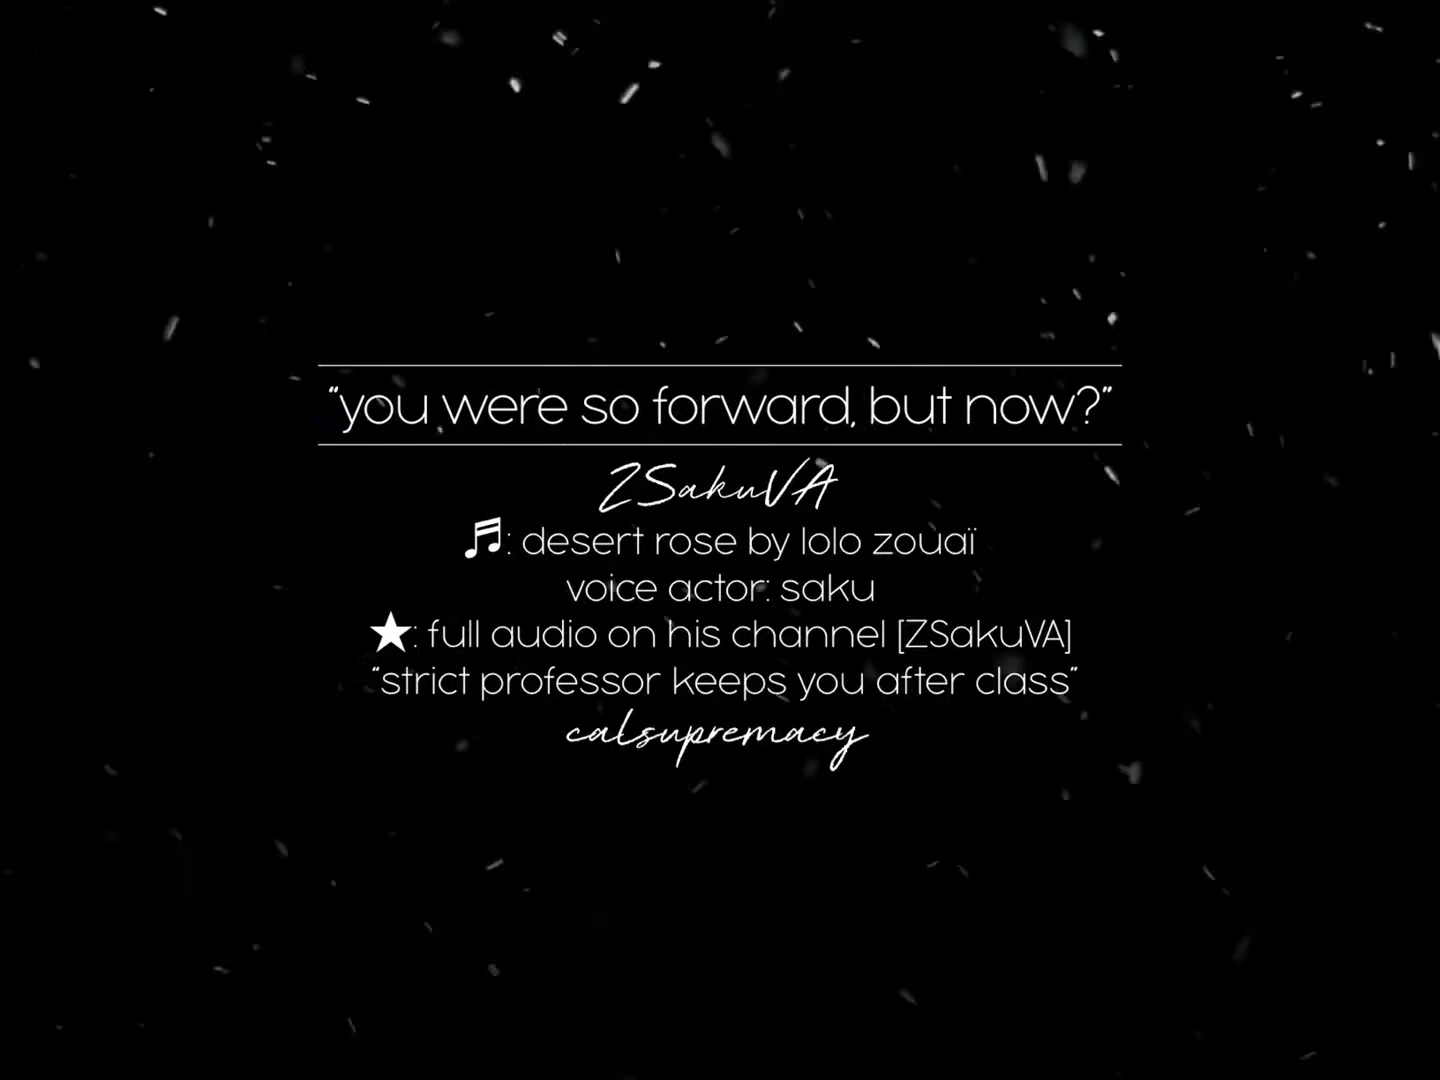 “you were so forward, but now?”
ZSakuVA
♬: desert rose by lolo zouaï
voice actor: saku
★: full audio on his channel [ZSakuVA]
“strict professor keeps you after class”
calsupremacy